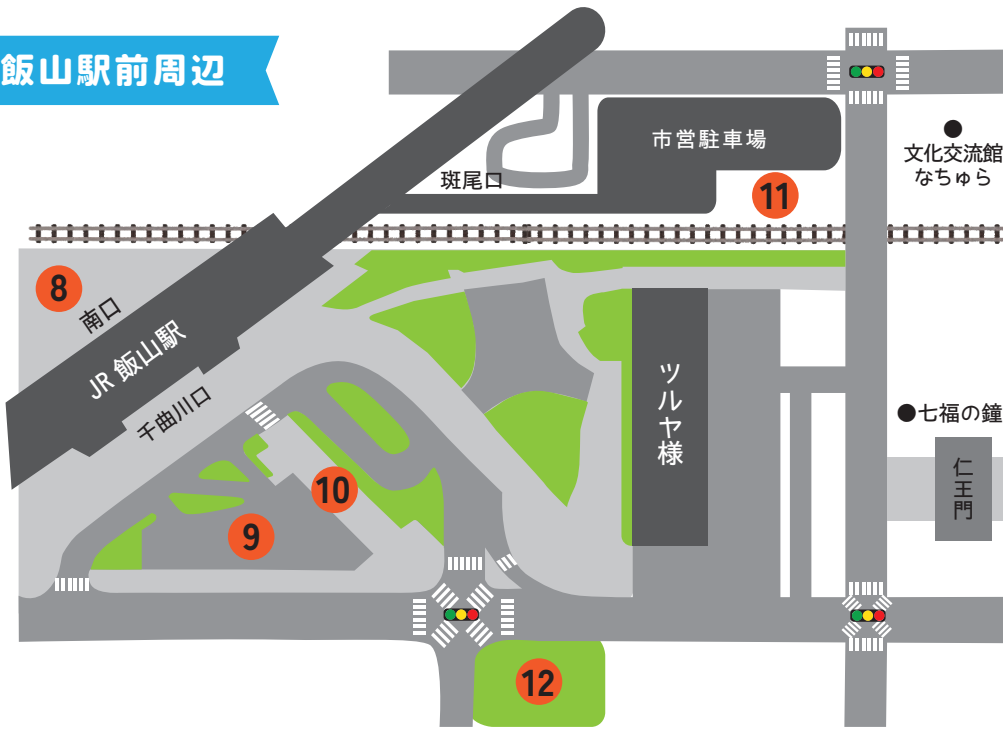 飯山駅前周辺
市営駐車場
文化交流館
なちゅら
斑尾口
11
8
南口
JR 飯山駅
千曲川口
ツルヤ様
七福の鐘
仁王門
10
9
12